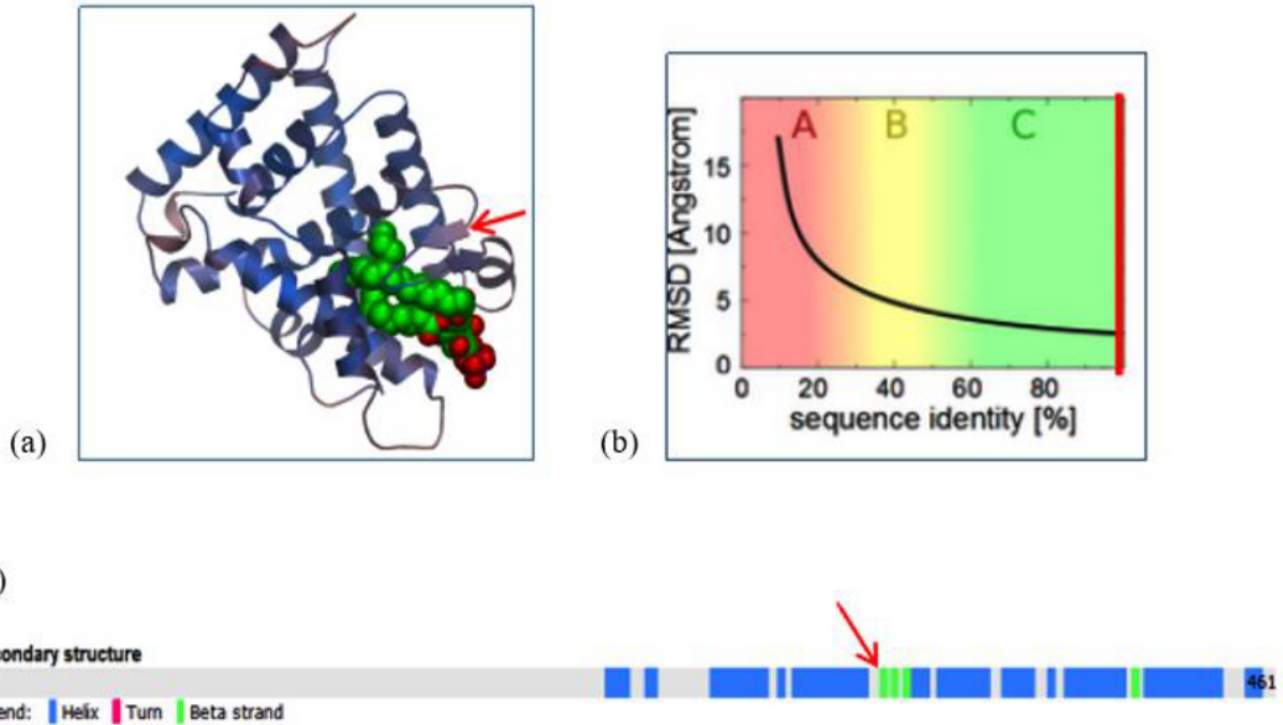 (a)
(b)
A B C
RMSD [Angstrom]
15
10
5
0
0 20 40 60 80
sequence identity [%]
)
ondary structure
461
end: Helix Turn Beta strand